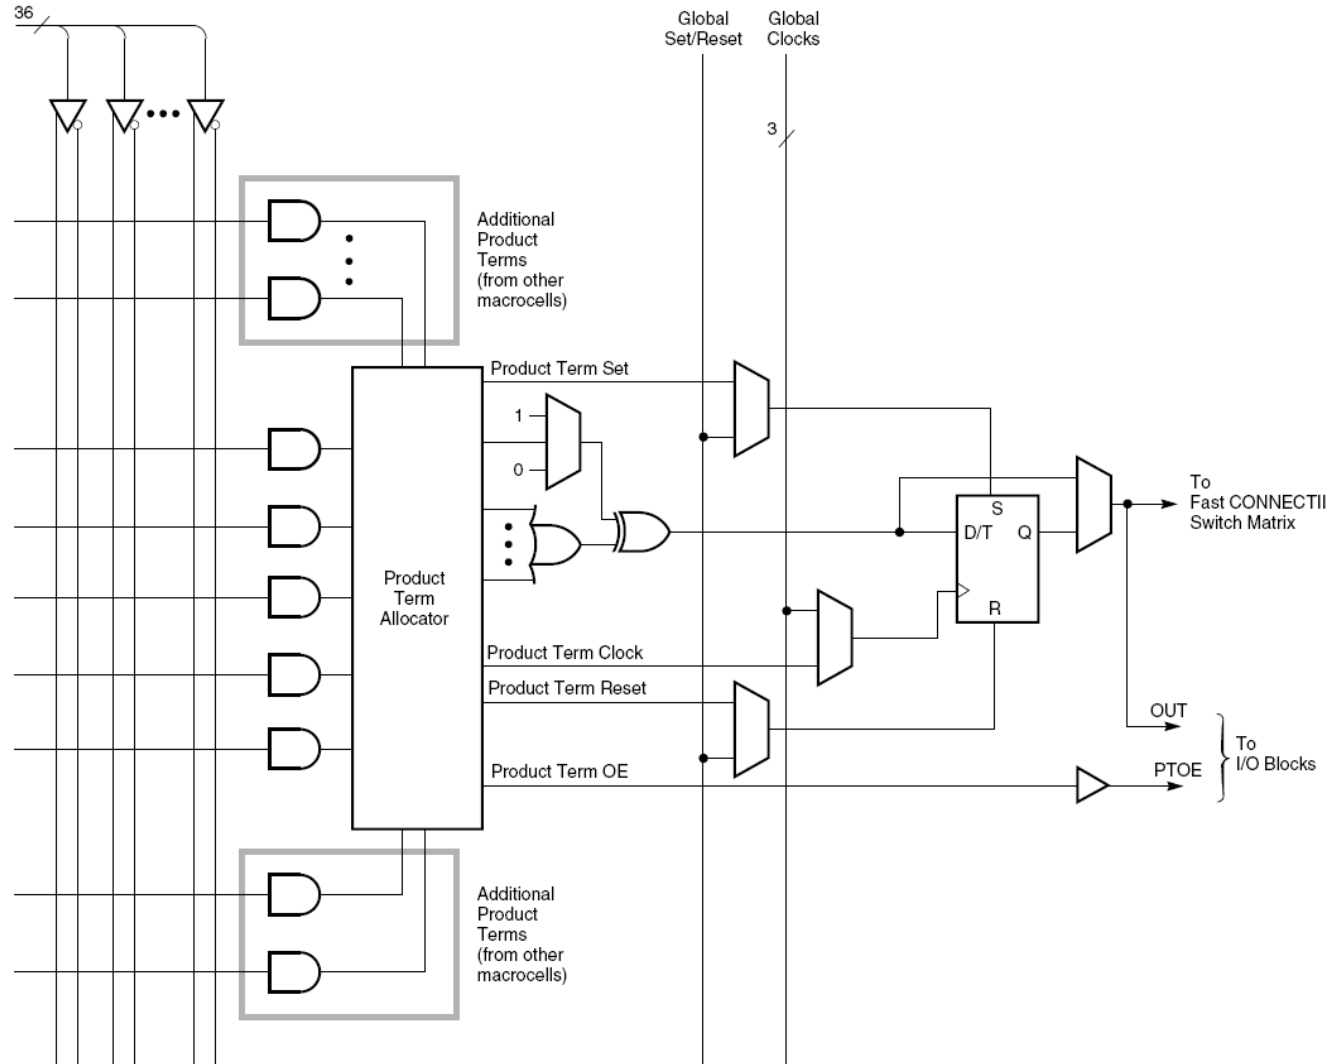 36
Global
Set/Reset
Global
Clocks
3
Additional
Product
Terms
(from other
macrocells)
Product Term Set
1
0
Product
Term
Allocator
S
D/T Q
R
To
Fast CONNECTII
Switch Matrix
Product Term Clock
Product Term Reset
Product Term OE
OUT
PTOE
To
I/O Blocks
Additional
Product
Terms
(from other
macrocells)